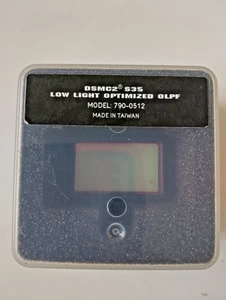 DSMC2® S35
LOW LIGHT OPTIMIZED OLPF
MODEL: 790-0512
MADE IN TAIWAN